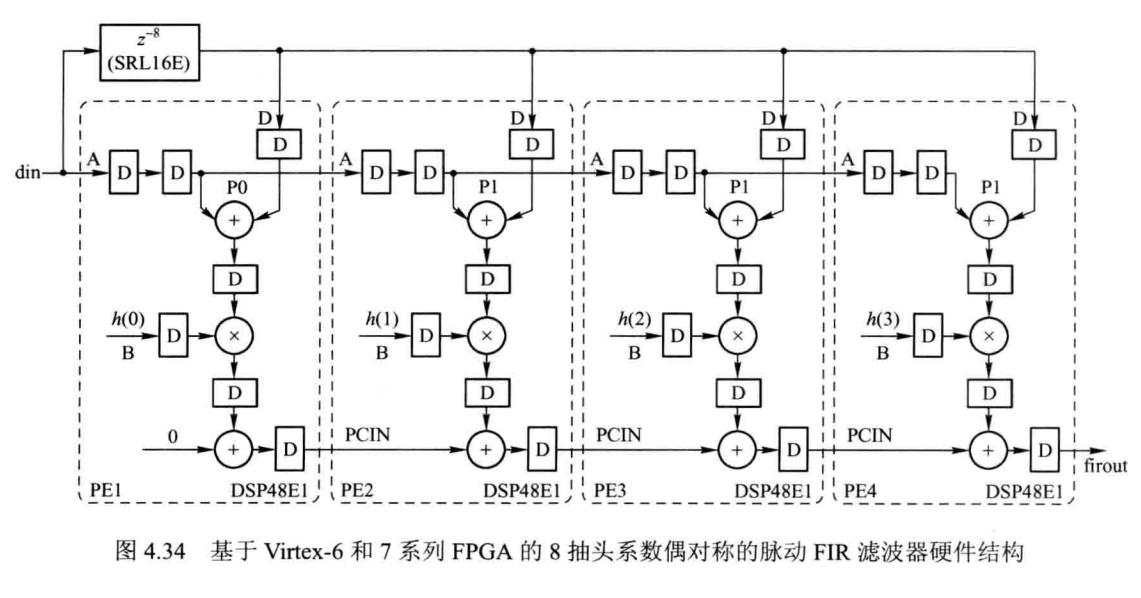 z⁻⁸
(SRL16E)
D D D D
D D D D
din A D D A D D A D D A D D
P0 P1 P1 P1
+ + + +
D D D D
h(0) D × h(1) D × h(2) D × h(3) D ×
B B B B
D D D D
0 + D PCIN + D PCIN + D PCIN + D
firout
PE1 DSP48E1 PE2 DSP48E1 PE3 DSP48E1 PE4 DSP48E1
图 4.34 基于 Virtex-6 和 7 系列 FPGA 的 8 抽头系数偶对称的脉动 FIR 滤波器硬件结构